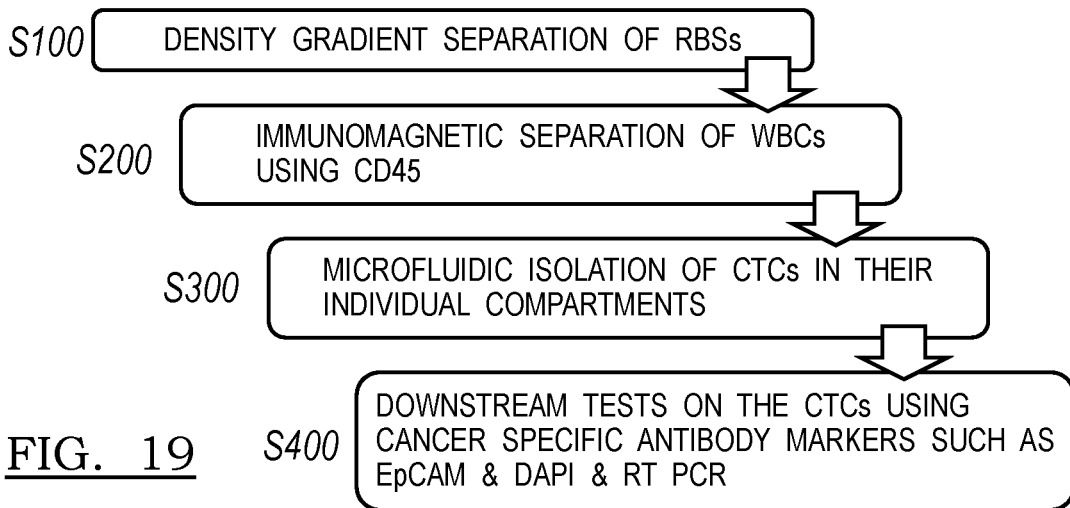 S100
DENSITY GRADIENT SEPARATION OF RBSs
S200
IMMUNOMAGNETIC SEPARATION OF WBCs
USING CD45
S300
MICROFLUIDIC ISOLATION OF CTCs IN THEIR
INDIVIDUAL COMPARTMENTS
S400
DOWNSTREAM TESTS ON THE CTCs USING
CANCER SPECIFIC ANTIBODY MARKERS SUCH AS
EpCAM & DAPI & RT PCR
FIG. 19